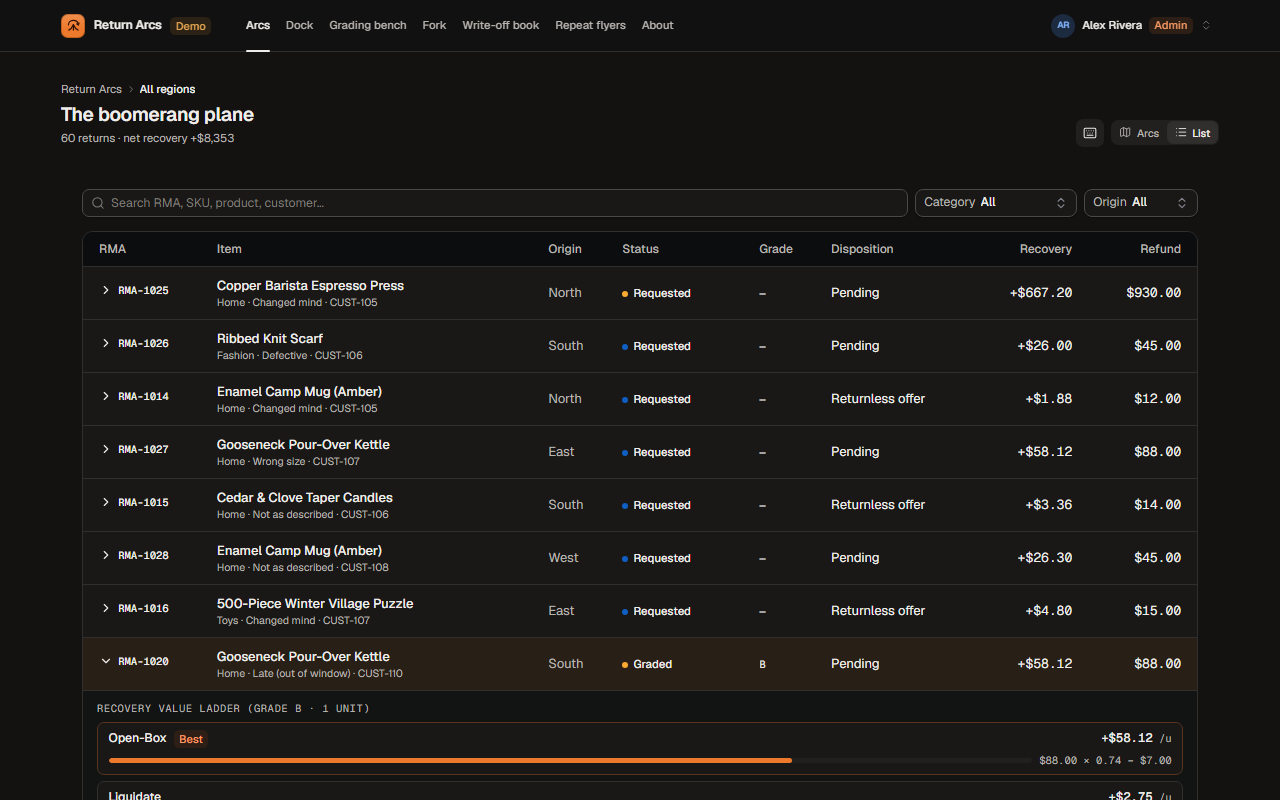 Return Arcs Demo Arcs Dock Grading bench Fork Write-off book Repeat flyers About AR Alex Rivera Admin
Return Arcs > All regions
The boomerang plane
60 returns · net recovery +$8,353
Arcs List
Search RMA, SKU, product, customer… Category All Origin All
RMA Item Origin Status Grade Disposition Recovery Refund
RMA-1025 Copper Barista Espresso Press North Requested – Pending +$667.20 $930.00
Home · Changed mind · CUST-105
RMA-1026 Ribbed Knit Scarf South Requested – Pending +$26.00 $45.00
Fashion · Defective · CUST-106
RMA-1014 Enamel Camp Mug (Amber) North Requested – Returnless offer +$1.88 $12.00
Home · Changed mind · CUST-105
RMA-1027 Gooseneck Pour-Over Kettle East Requested – Pending +$58.12 $88.00
Home · Wrong size · CUST-107
RMA-1015 Cedar & Clove Taper Candles South Requested – Returnless offer +$3.36 $14.00
Home · Not as described · CUST-106
RMA-1028 Enamel Camp Mug (Amber) West Requested – Pending +$26.30 $45.00
Home · Not as described · CUST-108
RMA-1016 500-Piece Winter Village Puzzle East Requested – Returnless offer +$4.80 $15.00
Toys · Changed mind · CUST-107
RMA-1020 Gooseneck Pour-Over Kettle South Graded B Pending +$58.12 $88.00
Home · Late (out of window) · CUST-110
RECOVERY VALUE LADDER (GRADE B · 1 UNIT)
Open-Box Best +$58.12 /u
$88.00 × 0.74 − $7.00
Liquidate +$2.75 /u